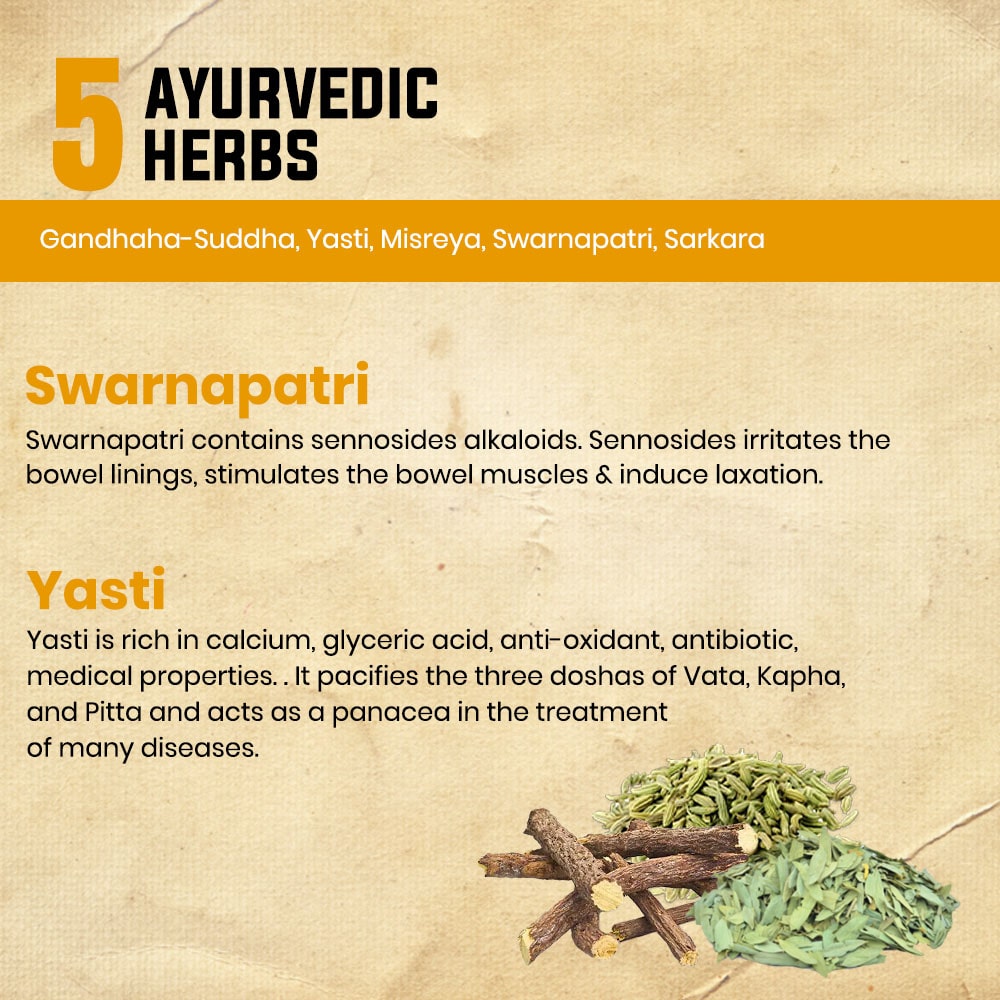 5 AYURVEDIC
HERBS
Gandhaha-Suddha, Yasti, Misreya, Swarnapatri, Sarkara
Swarnapatri
Swarnapatri contains sennosides alkaloids. Sennosides irritates the
bowel linings, stimulates the bowel muscles & induce laxation.
Yasti
Yasti is rich in calcium, glyceric acid, anti-oxidant, antibiotic,
medical properties. . It pacifies the three doshas of Vata, Kapha,
and Pitta and acts as a panacea in the treatment
of many diseases.